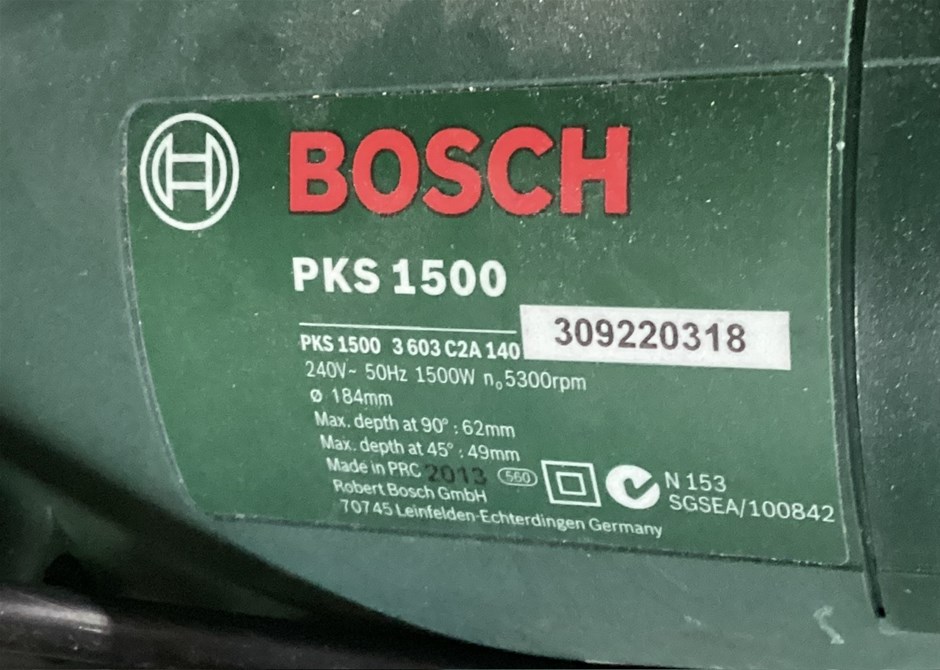 BOSCH
PKS 1500
309220318
PKS 1500 3 603 C2A 140
240V~ 50Hz 1500W n₀5300rpm
ø 184mm
Max. depth at 90° : 62mm
Max. depth at 45° : 49mm
Made in PRC 2013 560
Robert Bosch GmbH
70745 Leinfelden-Echterdingen Germany
N 153
SGSEA/100842